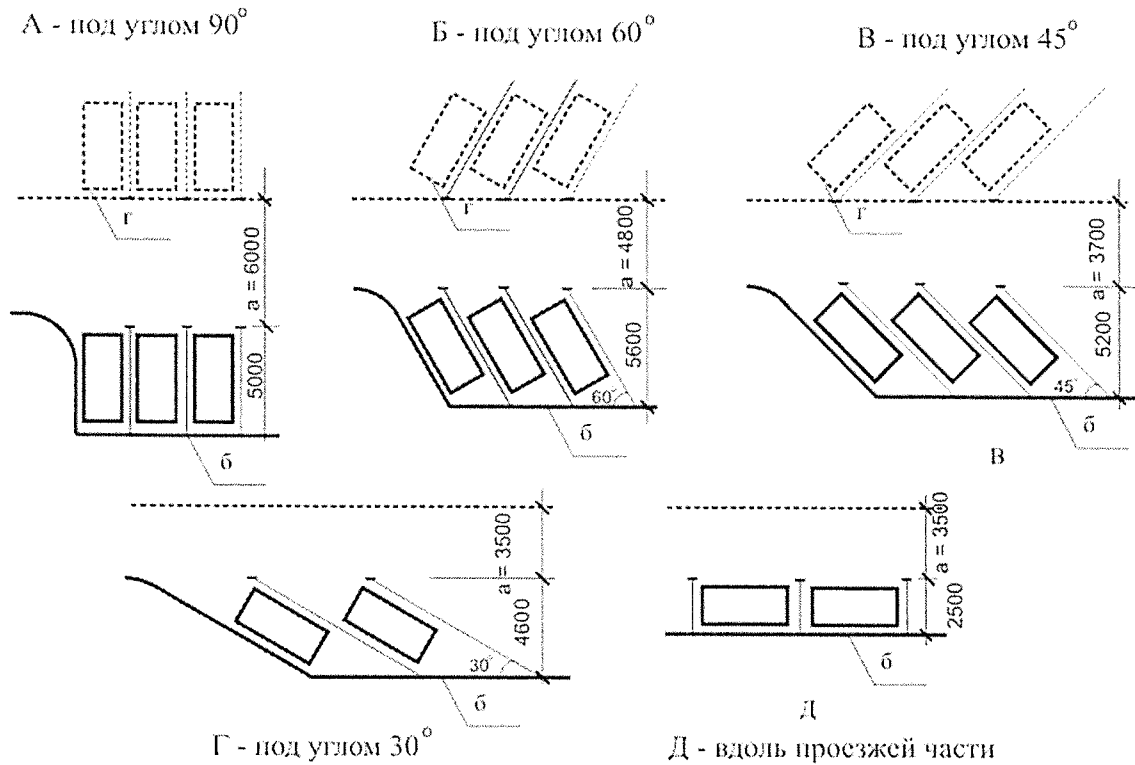 А - под углом 90°
Б - под углом 60°
В - под углом 45°
г
а = 6000
5000
б
г
а = 4800
5600
60°
б
г
а = 3700
5200
45°
б
В
а = 3500
4600
30°
б
а = 3500
2500
б
Д
Г - под углом 30°
Д - вдоль проезжей части